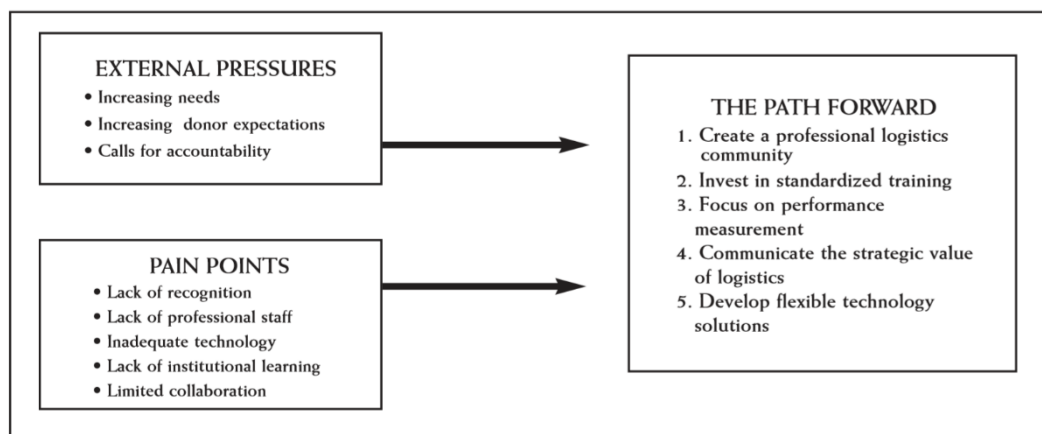 EXTERNAL PRESSURES
• Increasing needs
• Increasing donor expectations
• Calls for accountability
PAIN POINTS
• Lack of recognition
• Lack of professional staff
• Inadequate technology
• Lack of institutional learning
• Limited collaboration
THE PATH FORWARD
1. Create a professional logistics
community
2. Invest in standardized training
3. Focus on performance
measurement
4. Communicate the strategic value
of logistics
5. Develop flexible technology
solutions